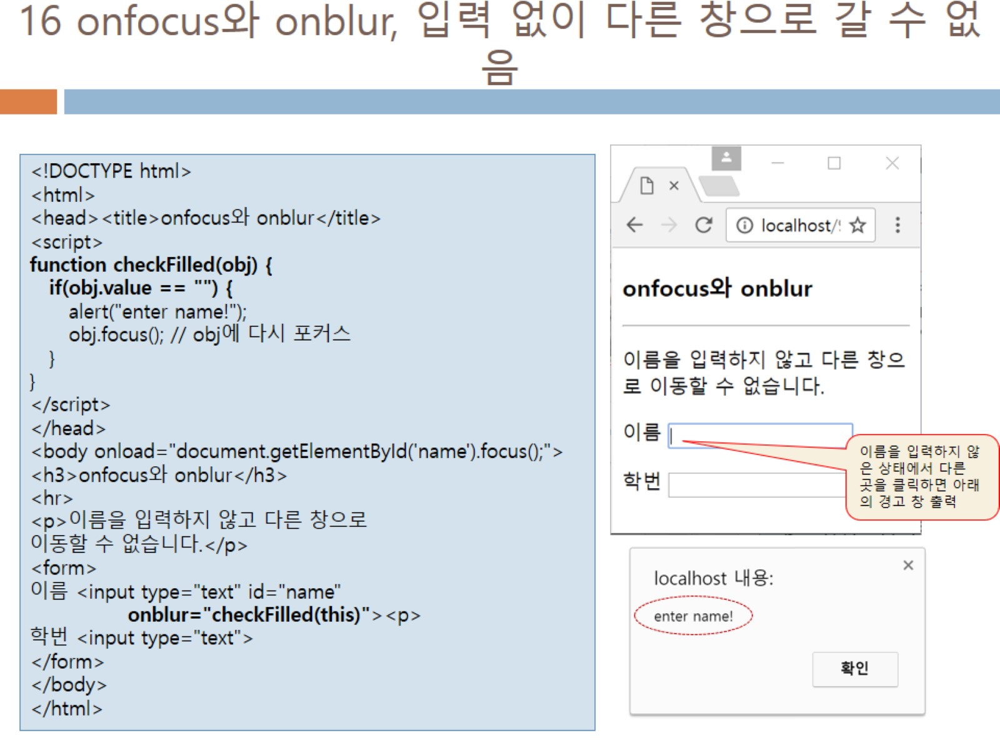 16 onfocus와 onblur, 입력 없이 다른 창으로 갈 수 없
음
<!DOCTYPE html>
<html>
<head><title>onfocus와 onblur</title>
<script>
function checkFilled(obj) {
if(obj.value == "") {
alert("enter name!");
obj.focus(); // obj에 다시 포커스
}
}
</script>
</head>
<body onload="document.getElementById('name').focus();">
<h3>onfocus와 onblur</h3>
<hr>
<p>이름을 입력하지 않고 다른 창으로
이동할 수 없습니다.</p>
<form>
이름 <input type="text" id="name"
onblur="checkFilled(this)"><p>
학번 <input type="text">
</form>
</body>
</html>
localhost/
onfocus와 onblur
이름을 입력하지 않고 다른 창으
로 이동할 수 없습니다.
이름
학번
이름을 입력하지 않
은 상태에서 다른
곳을 클릭하면 아래
의 경고 창 출력
localhost 내용:
enter name!
확인